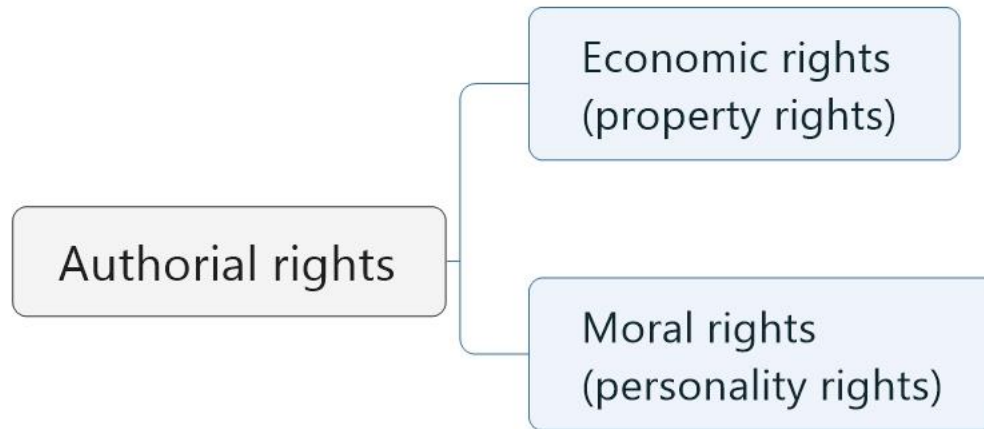 Economic rights
(property rights)
Authorial rights
Moral rights
(personality rights)